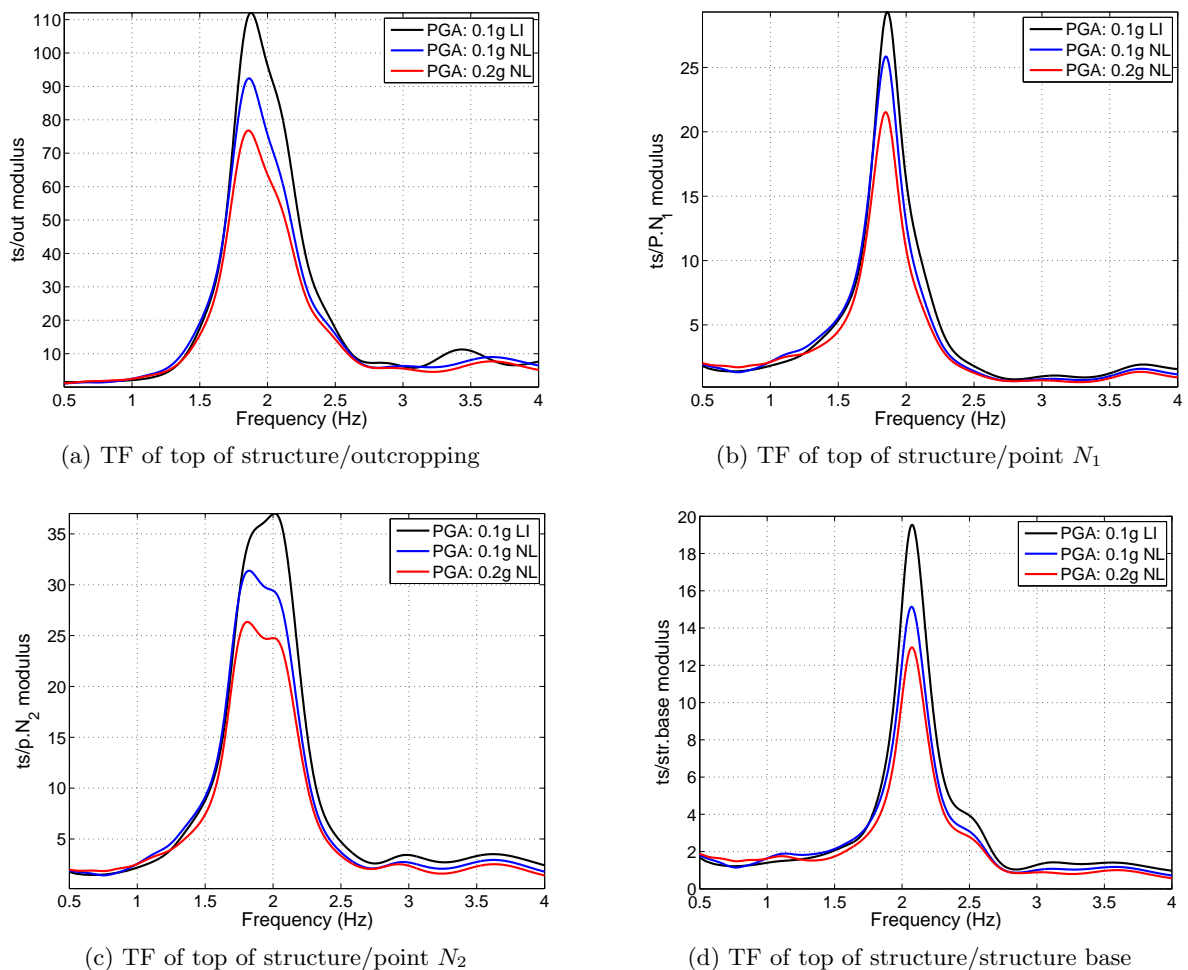 110
100
90
80
70
60
50
40
30
20
10
0.5 1 1.5 2 2.5 3 3.5 4
ts/out modulus
Frequency (Hz)
PGA: 0.1g LI
PGA: 0.1g NL
PGA: 0.2g NL
(a) TF of top of structure/outcropping
25
20
15
10
5
0.5 1 1.5 2 2.5 3 3.5 4
ts/P.N1 modulus
Frequency (Hz)
PGA: 0.1g LI
PGA: 0.1g NL
PGA: 0.2g NL
(b) TF of top of structure/point N1
35
30
25
20
15
10
5
0.5 1 1.5 2 2.5 3 3.5 4
ts/p.N2 modulus
Frequency (Hz)
PGA: 0.1g LI
PGA: 0.1g NL
PGA: 0.2g NL
(c) TF of top of structure/point N2
20
18
16
14
12
10
8
6
4
2
0
0.5 1 1.5 2 2.5 3 3.5 4
ts/str.base modulus
Frequency (Hz)
PGA: 0.1g LI
PGA: 0.1g NL
PGA: 0.2g NL
(d) TF of top of structure/structure base